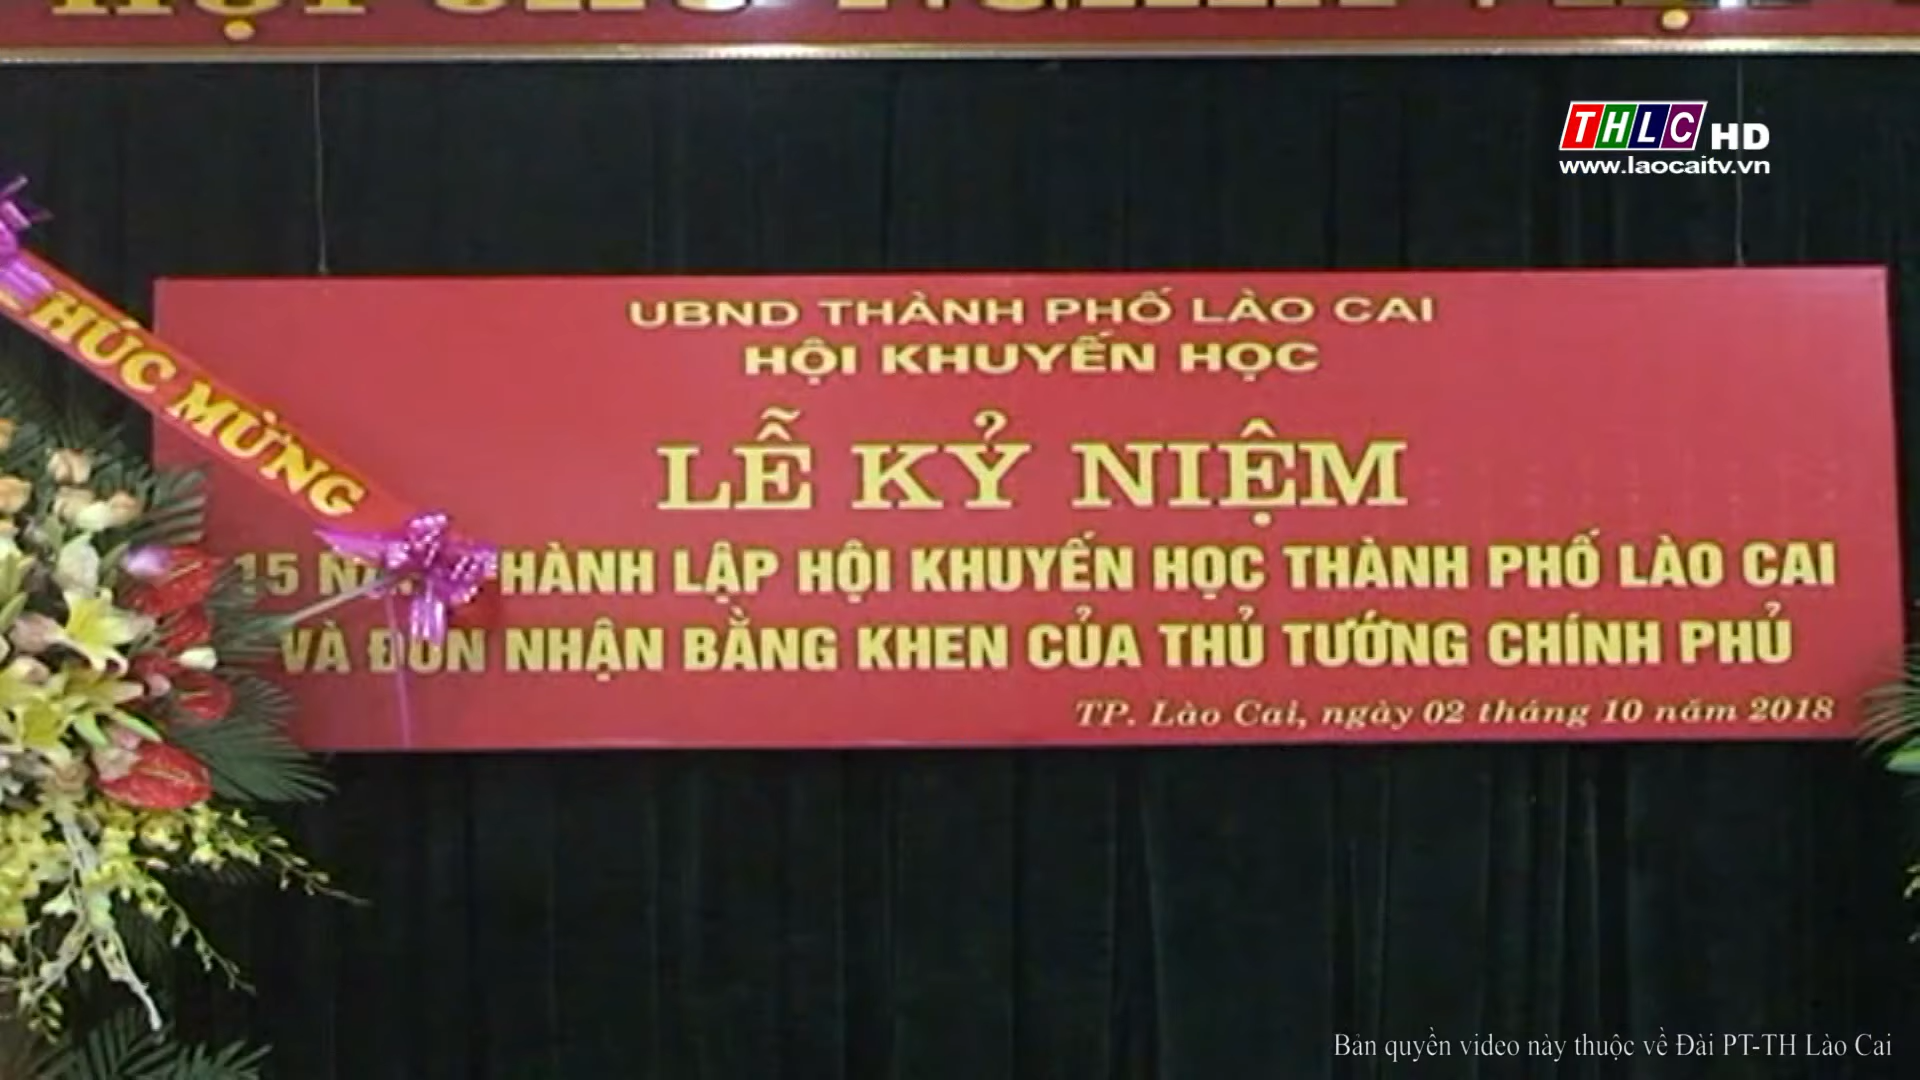 THLC HD
www.laocaitv.vn
HÚC MỪNG
UBND THÀNH PHỐ LÀO CAI
HỘI KHUYẾN HỌC
LỄ KỶ NIỆM
15 HÀNH LẬP HỘI KHUYẾN HỌC THÀNH PHỐ LÀO CAI
VÀ ĐÓN NHẬN BẰNG KHEN CỦA THỦ TƯỚNG CHÍNH PHỦ
TP. Lào Cai, ngày 02 tháng 10 năm 2018
Bản quyền video này thuộc về Đài PT-TH Lào Cai